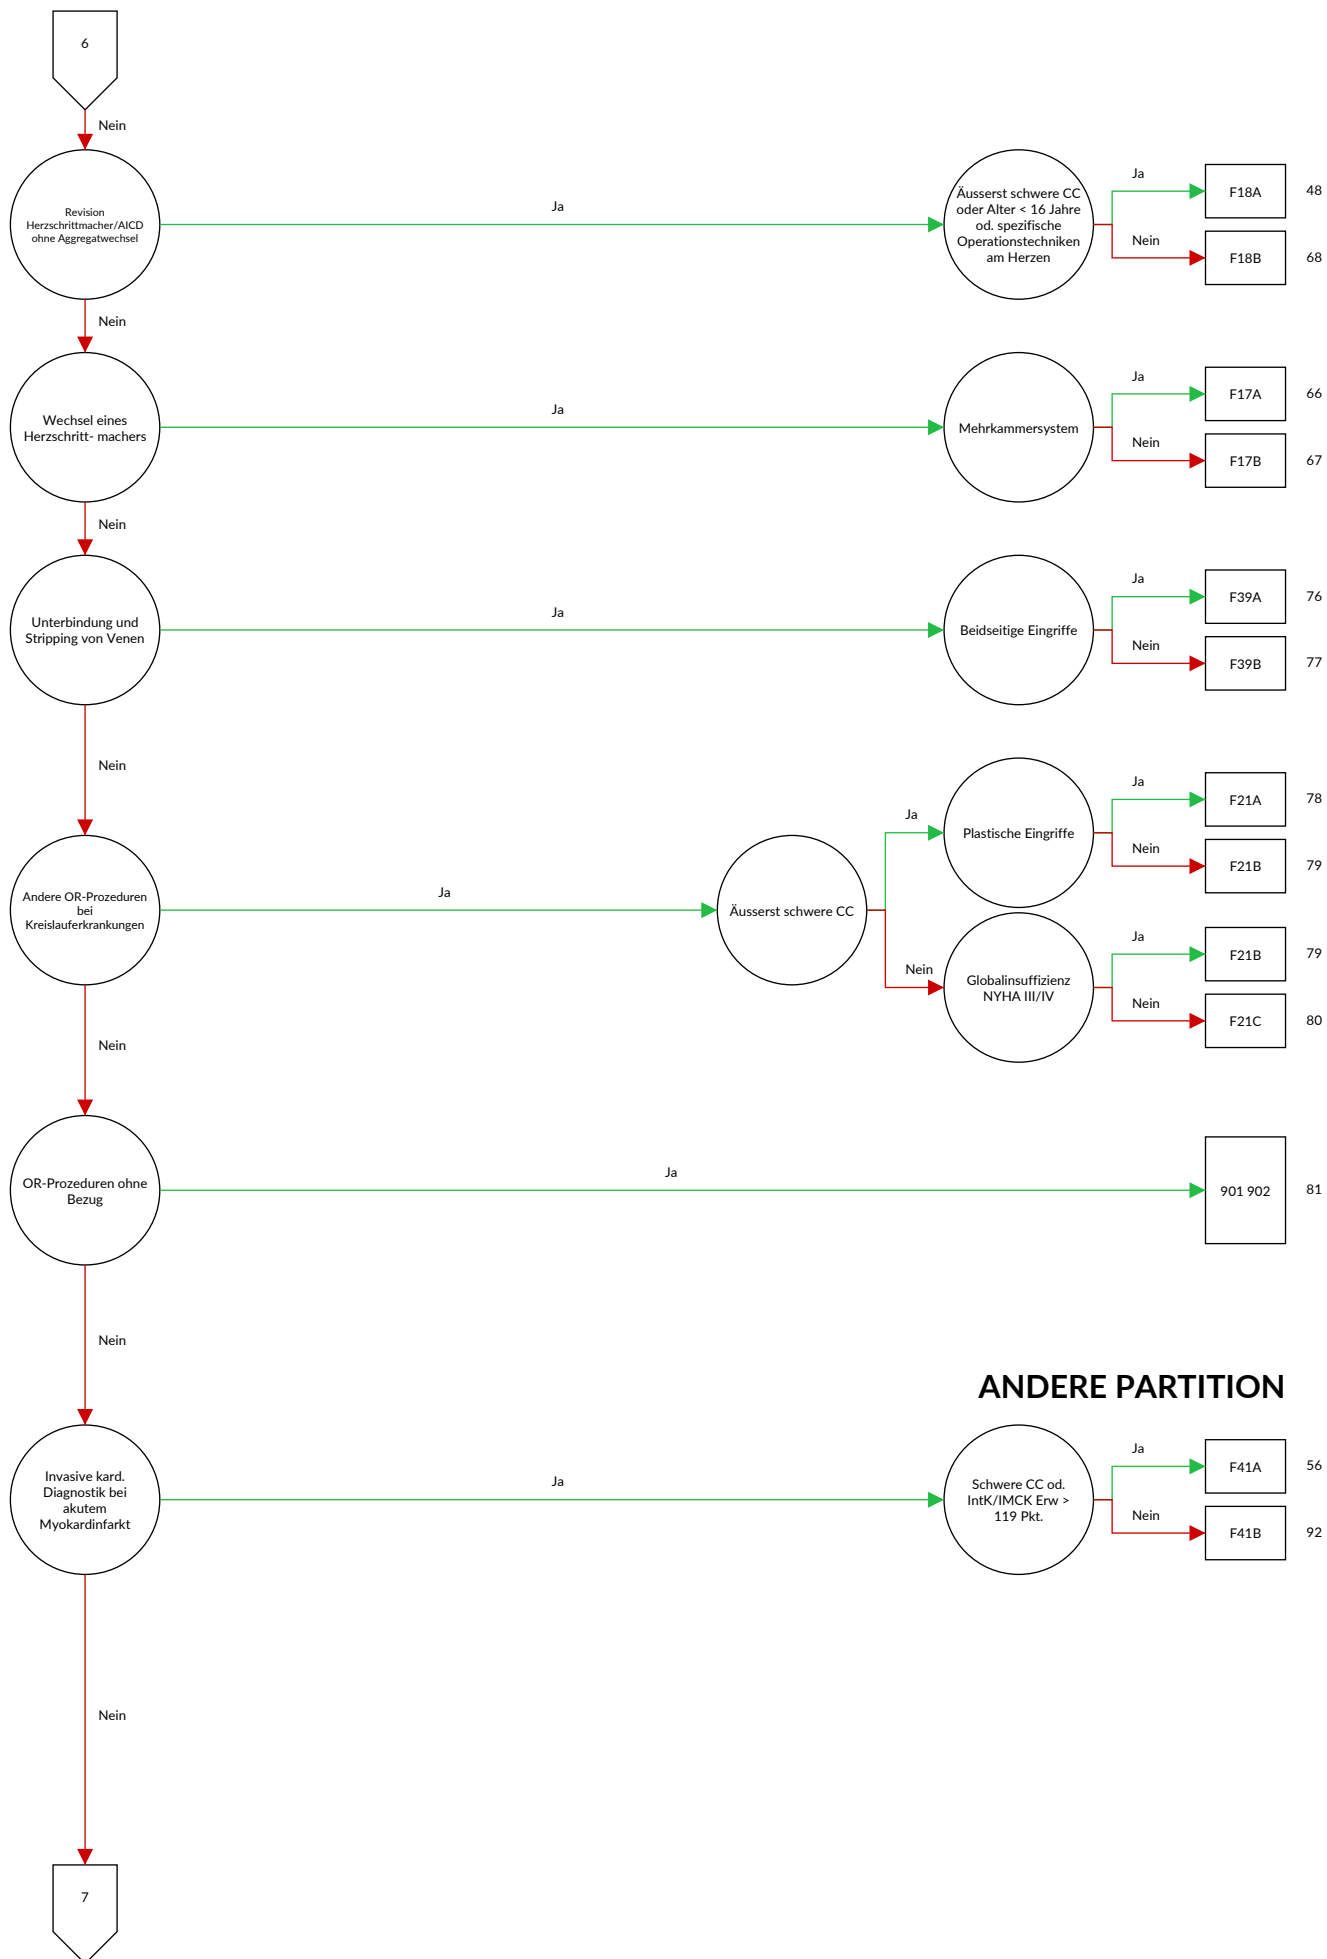 6
Nein
Revision
Herzschrittmacher/AICD
ohne Aggregatwechsel
Ja
Äusserst schwere CC
oder Alter < 16 Jahre
od. spezifische
Operationstechniken
am Herzen
Ja
F18A
48
Nein
F18B
68
Nein
Wechsel eines
Herzschritt- machers
Ja
Mehrkammersystem
Ja
F17A
66
Nein
F17B
67
Nein
Unterbindung und
Stripping von Venen
Ja
Beidseitige Eingriffe
Ja
F39A
76
Nein
F39B
77
Nein
Andere OR-Prozeduren
bei
Kreislauferkrankungen
Ja
Äusserst schwere CC
Ja
Plastische Eingriffe
Ja
F21A
78
Nein
F21B
79
Nein
Globalinsuffizienz
NYHA III/IV
Ja
F21B
79
Nein
F21C
80
Nein
OR-Prozeduren ohne
Bezug
Ja
901 902
81
Nein
ANDERE PARTITION
Invasive kard.
Diagnostik bei
akutem
Myokardinfarkt
Ja
Schwere CC od.
IntK/IMCK Erw >
119 Pkt.
Ja
F41A
56
Nein
F41B
92
Nein
7